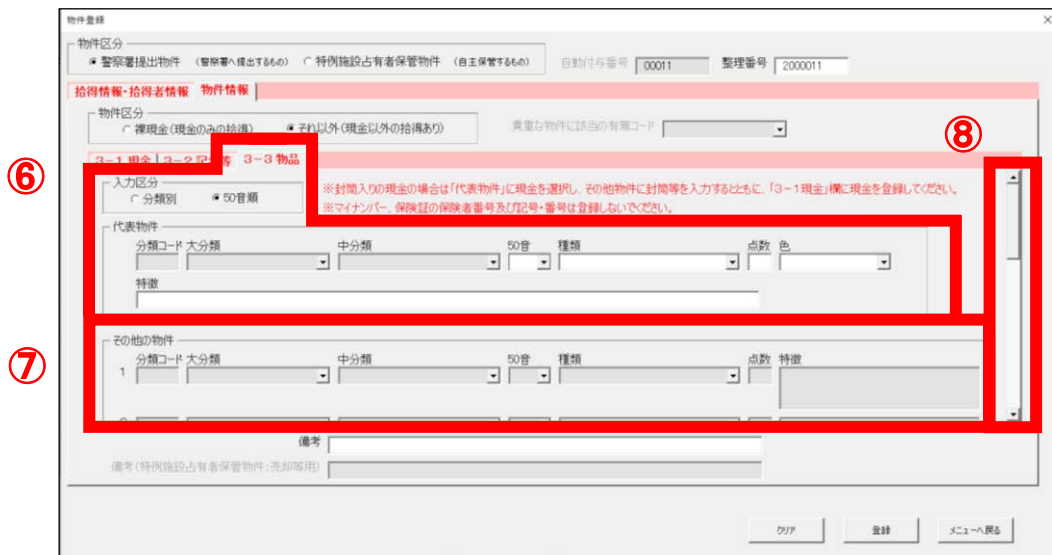 物件登録 ×
物件区分
警察署提出物件 (警察署へ提出するもの) 特例施設占有者保管物件 (自主保管するもの) 自動付与番号 00011 整理番号 2000011
拾得情報・拾得者情報 物件情報
物件区分
裸現金(現金のみの拾得) それ以外(現金以外の拾得あり) 貴重な物件に該当の有無コード
⑧
3-1 現金 3-2 記 等 3-3 物品
⑥
入力区分
分類別 50音順
※封筒入りの現金の場合は「代表物件」に現金を選択し、その他物件に封筒等を入力するとともに、「3-1現金」欄に現金を登録してください。
※マイナンバー、保険証の保険者番号及び記号・番号は登録しないでください。
代表物件
分類コード 大分類 中分類 50音 種類 点数 色
特徴
⑦
その他の物件
分類コード 大分類 中分類 50音 種類 点数 特徴
1
備考
備考(特例施設占有者保管物件:売却等用)
クリア 登録 メニューへ戻る